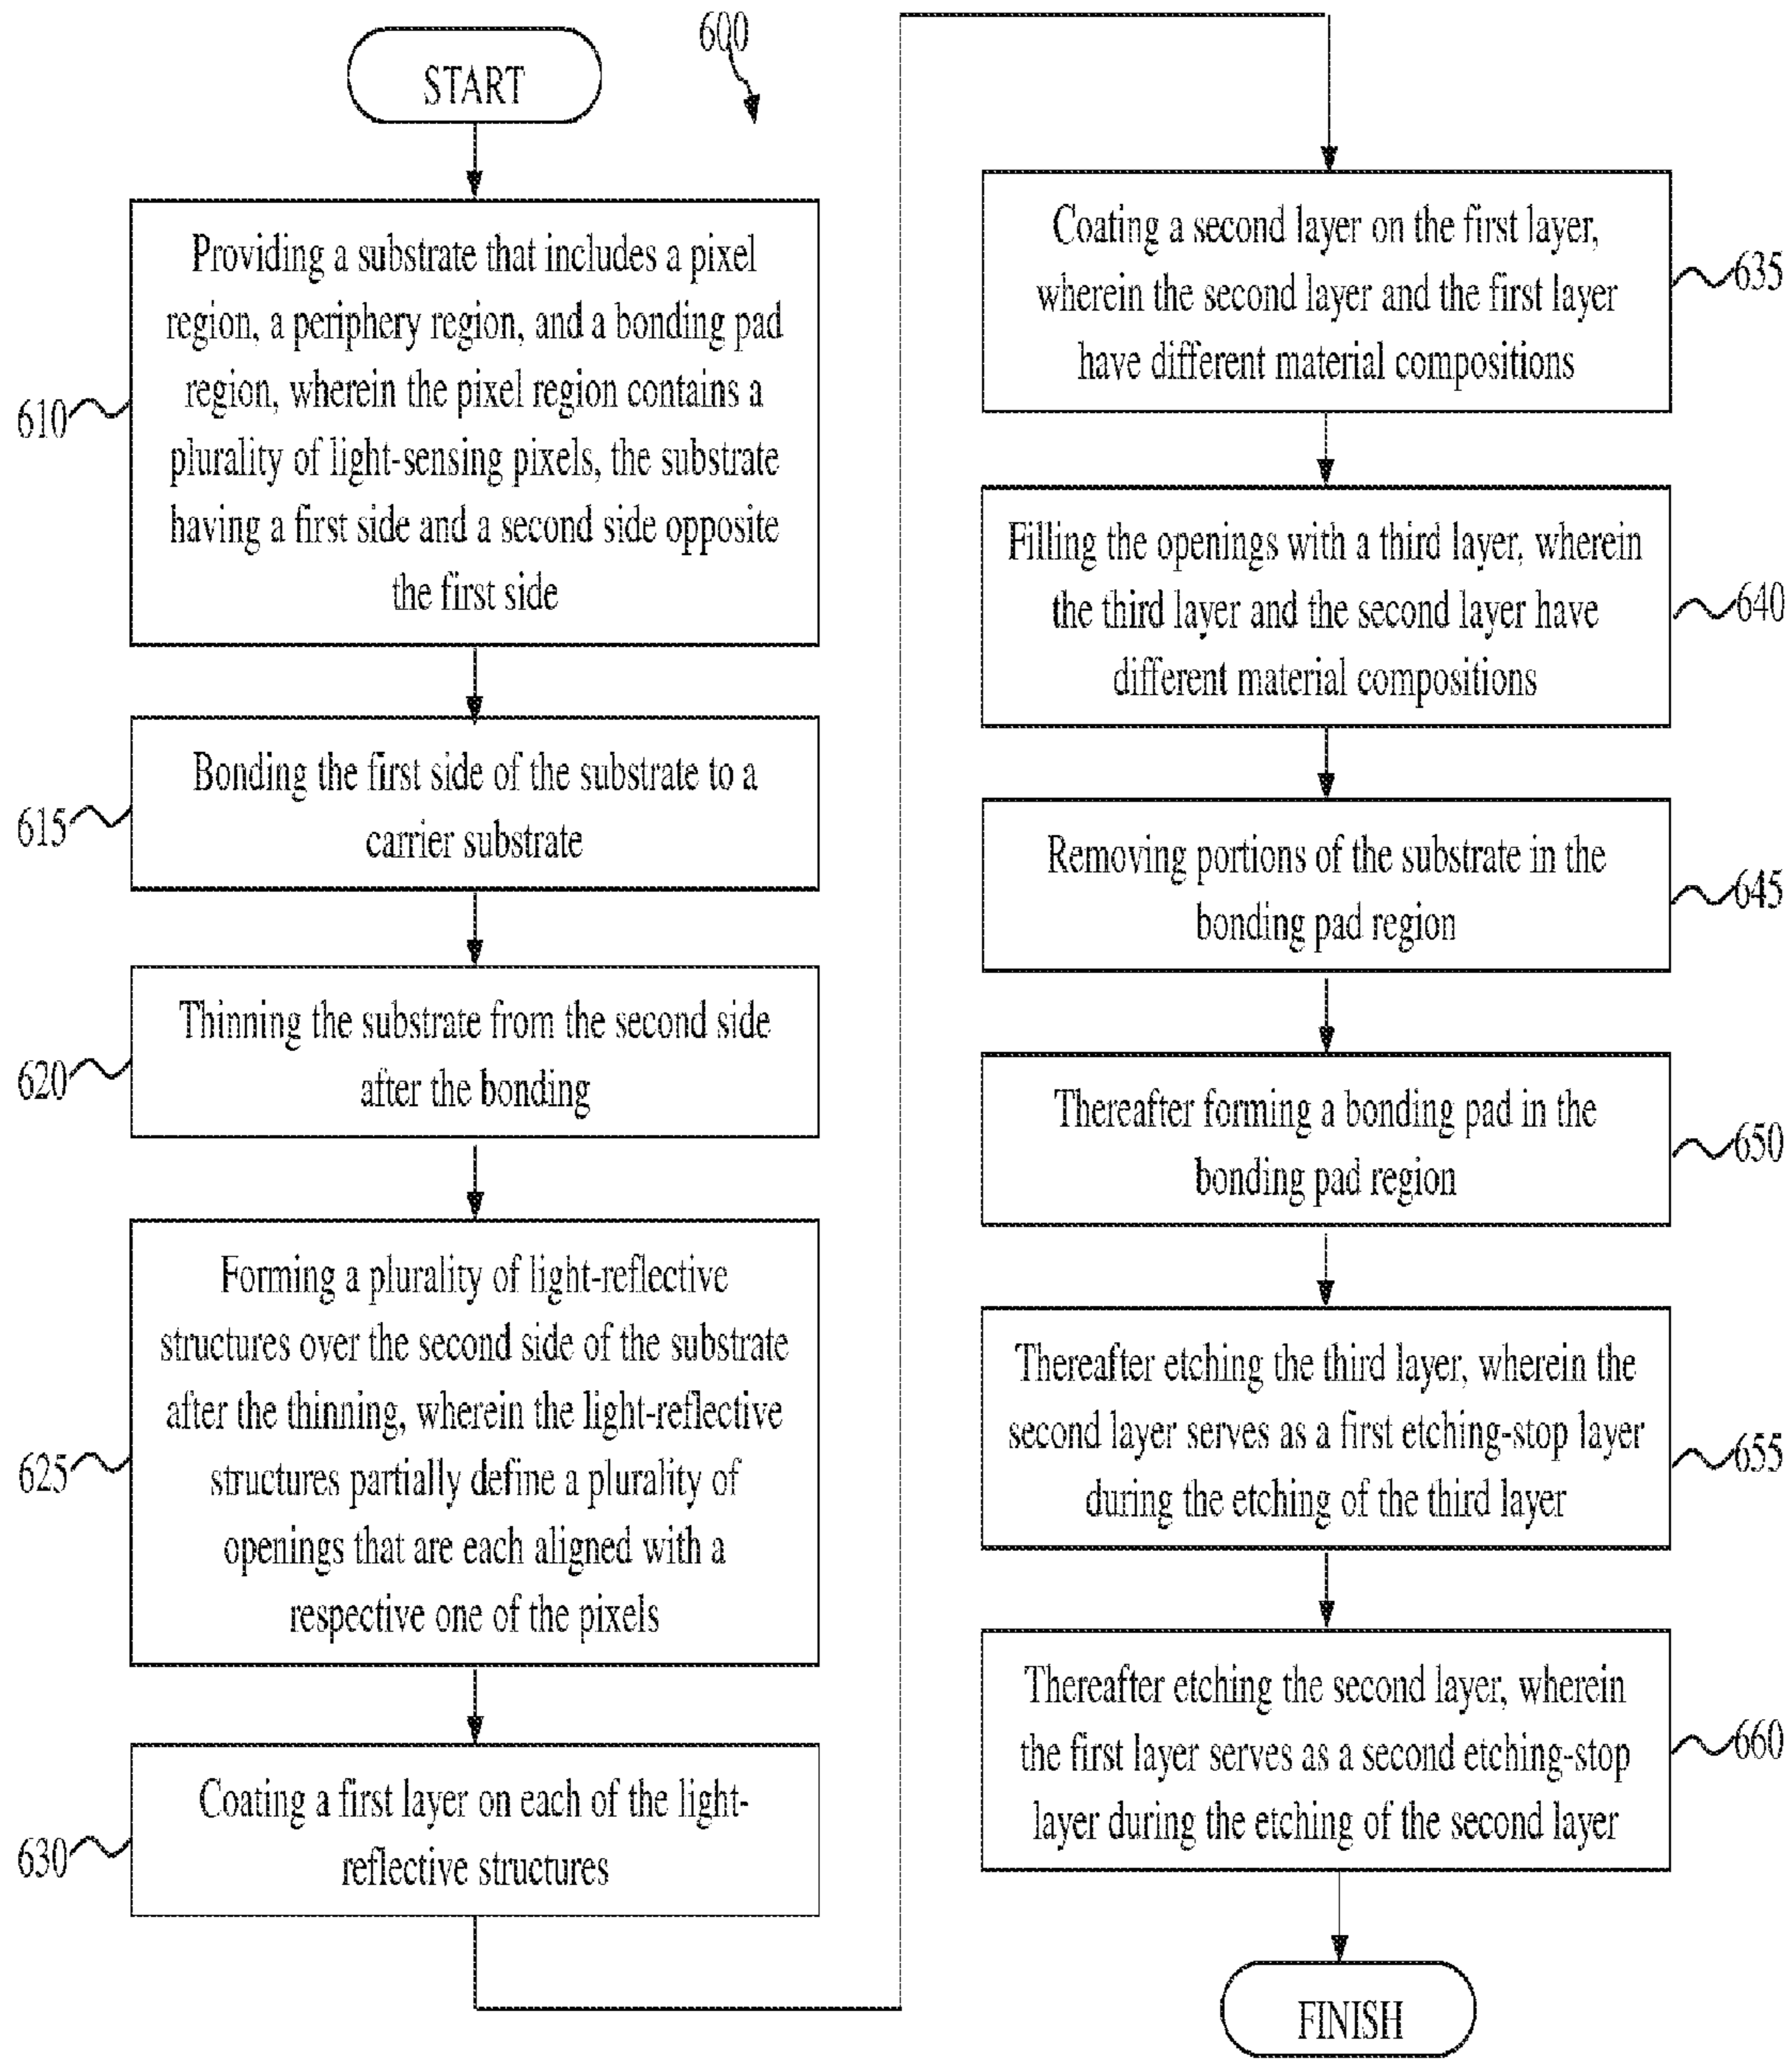 START
600
Providing a substrate that includes a pixel
region, a periphery region, and a bonding pad
region, wherein the pixel region contains a
plurality of light-sensing pixels, the substrate
having a first side and a second side opposite
the first side
610
Bonding the first side of the substrate to a
carrier substrate
615
Thinning the substrate from the second side
after the bonding
620
Forming a plurality of light-reflective
structures over the second side of the substrate
after the thinning, wherein the light-reflective
structures partially define a plurality of
openings that are each aligned with a
respective one of the pixels
625
Coating a first layer on each of the light-
reflective structures
630
Coating a second layer on the first layer,
wherein the second layer and the first layer
have different material compositions
635
Filling the openings with a third layer, wherein
the third layer and the second layer have
different material compositions
640
Removing portions of the substrate in the
bonding pad region
645
Thereafter forming a bonding pad in the
bonding pad region
650
Thereafter etching the third layer, wherein the
second layer serves as a first etching-stop layer
during the etching of the third layer
655
Thereafter etching the second layer, wherein
the first layer serves as a second etching-stop
layer during the etching of the second layer
660
FINISH